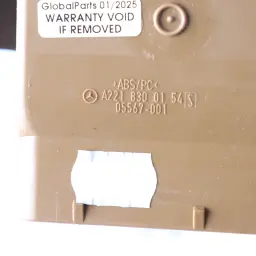 GlobalParts 01/2025
WARRANTY VOID
IF REMOVED
>ABS/PC<
A221 830 01 54 [S]
05567-001